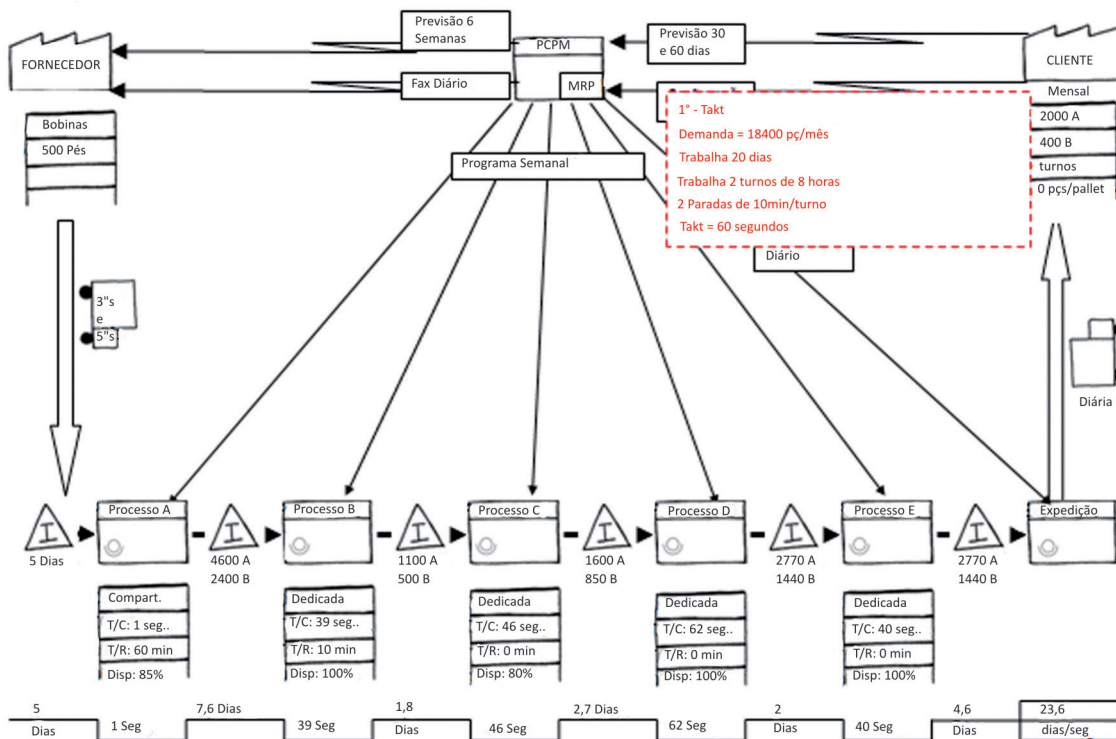 Previsão 6
Semanas
PCPM
Previsão 30
e 60 dias
FORNECEDOR
CLIENTE
Fax Diário
MRP
Mensal
Bobinas
500 Pés
2000 A
400 B
turnos
0 pçs/pallet
1° - Takt
Demanda = 18400 pç/mês
Trabalha 20 dias
Trabalha 2 turnos de 8 horas
2 Paradas de 10min/turno
Takt = 60 segundos
Programa Semanal
Diário
3"s
e
5"s
Diária
Processo A
Processo B
Processo C
Processo D
Processo E
Expedição
I
I
I
I
I
I
5 Dias
4600 A
2400 B
1100 A
500 B
1600 A
850 B
2770 A
1440 B
2770 A
1440 B
Compart.
T/C: 1 seg..
T/R: 60 min
Disp: 85%
Dedicada
T/C: 39 seg..
T/R: 10 min
Disp: 100%
Dedicada
T/C: 46 seg..
T/R: 0 min
Disp: 80%
Dedicada
T/C: 62 seg..
T/R: 0 min
Disp: 100%
Dedicada
T/C: 40 seg..
T/R: 0 min
Disp: 100%
5
Dias
1 Seg
7,6 Dias
39 Seg
1,8
Dias
46 Seg
2,7 Dias
62 Seg
2
Dias
40 Seg
4,6
Dias
23,6
dias/seg